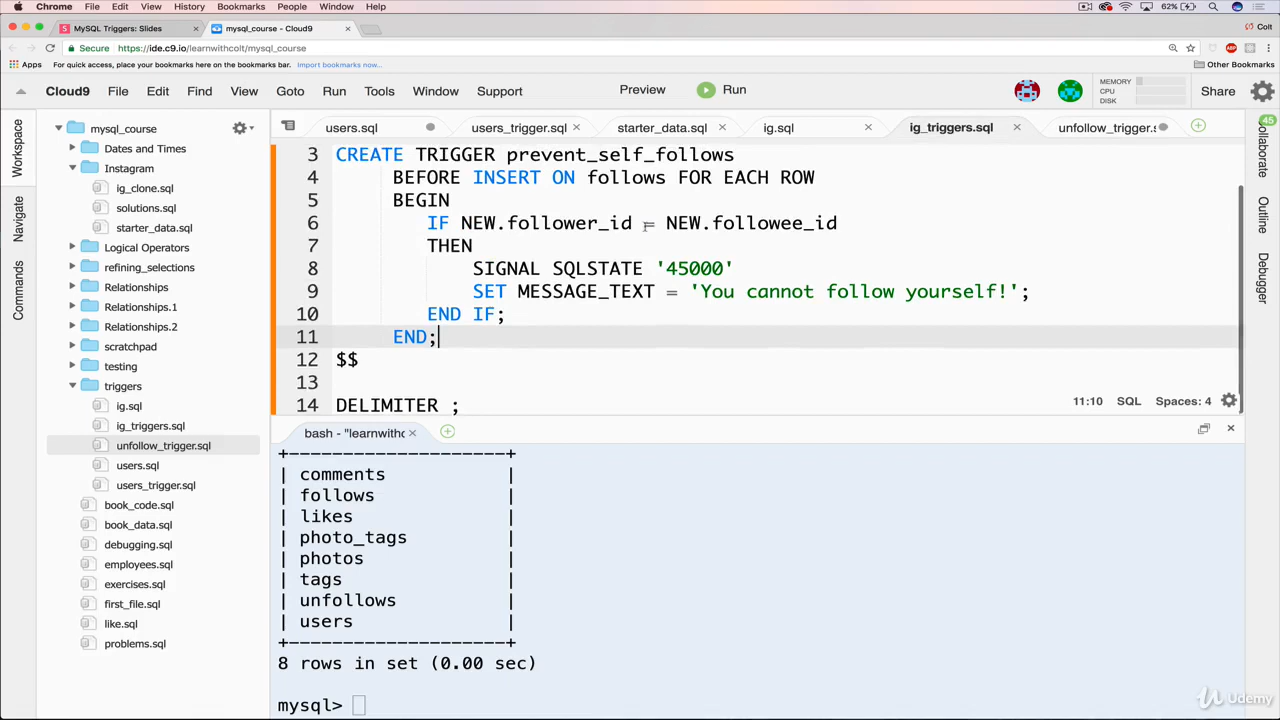 Chrome File Edit View History Bookmarks People Window Help 62%
MySQL Triggers: Slides × mysql_course - Cloud9 × Colt
Secure https://ide.c9.io/learnwithcolt/mysql_course
Apps For quick access, place your bookmarks here on the bookmarks bar. Import bookmarks now... Other Bookmarks
Cloud9 File Edit Find View Goto Run Tools Window Support Preview Run MEMORY CPU DISK Share
Workspace
Navigate
Commands
mysql_course
Dates and Times
Instagram
ig_clone.sql
solutions.sql
starter_data.sql
Logical Operators
refining_selections
Relationships
Relationships.1
Relationships.2
scratchpad
testing
triggers
ig.sql
ig_triggers.sql
unfollow_trigger.sql
users.sql
users_trigger.sql
book_code.sql
book_data.sql
debugging.sql
employees.sql
exercises.sql
first_file.sql
like.sql
problems.sql
users.sql users_trigger.sql × starter_data.sql × ig.sql × ig_triggers.sql × unfollow_trigger.s
3 CREATE TRIGGER prevent_self_follows
4 BEFORE INSERT ON follows FOR EACH ROW
5 BEGIN
6 IF NEW.follower_id = NEW.followee_id
7 THEN
8 SIGNAL SQLSTATE '45000'
9 SET MESSAGE_TEXT = 'You cannot follow yourself!';
10 END IF;
11 END;
12 $$
13
14 DELIMITER ;
11:10 SQL Spaces: 4
bash - "learnwithc ×
+-------------------+
| comments |
| follows |
| likes |
| photo_tags |
| photos |
| tags |
| unfollows |
| users |
+-------------------+
8 rows in set (0.00 sec)
mysql>
45
Collaborate
Outline
Debugger
Udemy